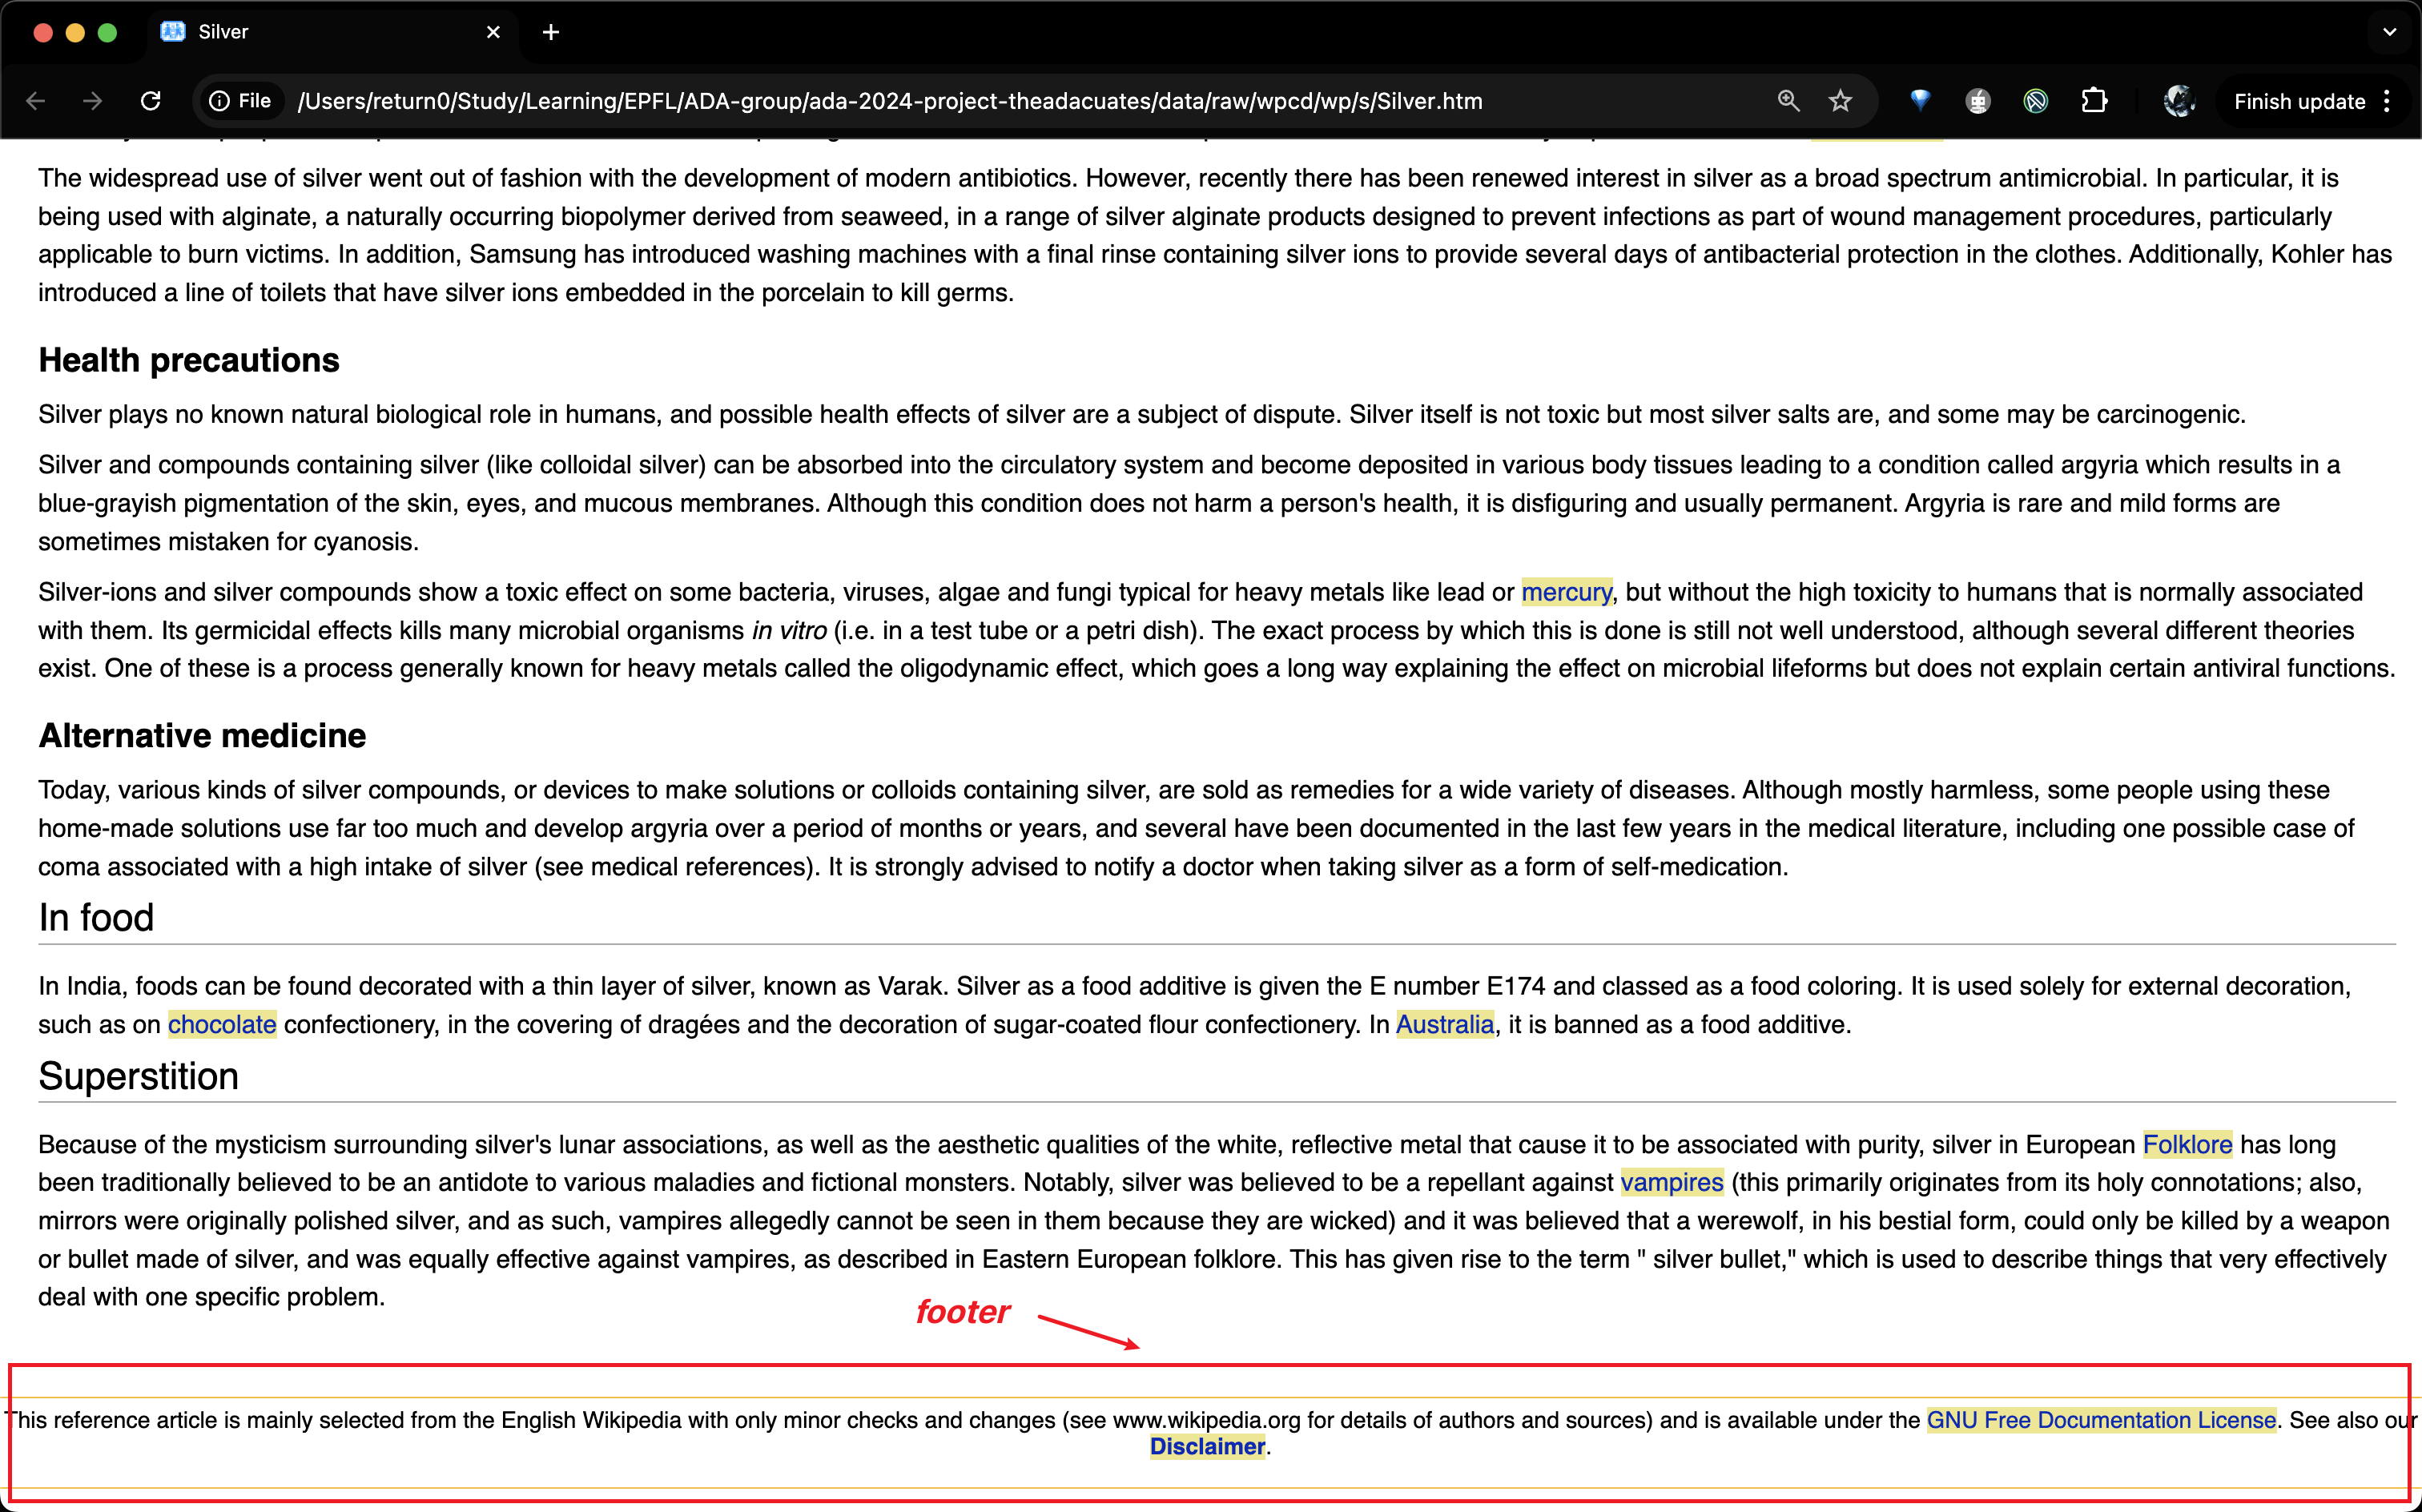 Silver
File /Users/return0/Study/Learning/EPFL/ADA-group/ada-2024-project-theadacuates/data/raw/wpcd/wp/s/Silver.htm Finish update
The widespread use of silver went out of fashion with the development of modern antibiotics. However, recently there has been renewed interest in silver as a broad spectrum antimicrobial. In particular, it is
being used with alginate, a naturally occurring biopolymer derived from seaweed, in a range of silver alginate products designed to prevent infections as part of wound management procedures, particularly
applicable to burn victims. In addition, Samsung has introduced washing machines with a final rinse containing silver ions to provide several days of antibacterial protection in the clothes. Additionally, Kohler has
introduced a line of toilets that have silver ions embedded in the porcelain to kill germs.
Health precautions
Silver plays no known natural biological role in humans, and possible health effects of silver are a subject of dispute. Silver itself is not toxic but most silver salts are, and some may be carcinogenic.
Silver and compounds containing silver (like colloidal silver) can be absorbed into the circulatory system and become deposited in various body tissues leading to a condition called argyria which results in a
blue-grayish pigmentation of the skin, eyes, and mucous membranes. Although this condition does not harm a person's health, it is disfiguring and usually permanent. Argyria is rare and mild forms are
sometimes mistaken for cyanosis.
Silver-ions and silver compounds show a toxic effect on some bacteria, viruses, algae and fungi typical for heavy metals like lead or mercury, but without the high toxicity to humans that is normally associated
with them. Its germicidal effects kills many microbial organisms in vitro (i.e. in a test tube or a petri dish). The exact process by which this is done is still not well understood, although several different theories
exist. One of these is a process generally known for heavy metals called the oligodynamic effect, which goes a long way explaining the effect on microbial lifeforms but does not explain certain antiviral functions.
Alternative medicine
Today, various kinds of silver compounds, or devices to make solutions or colloids containing silver, are sold as remedies for a wide variety of diseases. Although mostly harmless, some people using these
home-made solutions use far too much and develop argyria over a period of months or years, and several have been documented in the last few years in the medical literature, including one possible case of
coma associated with a high intake of silver (see medical references). It is strongly advised to notify a doctor when taking silver as a form of self-medication.
In food
In India, foods can be found decorated with a thin layer of silver, known as Varak. Silver as a food additive is given the E number E174 and classed as a food coloring. It is used solely for external decoration,
such as on chocolate confectionery, in the covering of dragées and the decoration of sugar-coated flour confectionery. In Australia, it is banned as a food additive.
Superstition
Because of the mysticism surrounding silver's lunar associations, as well as the aesthetic qualities of the white, reflective metal that cause it to be associated with purity, silver in European Folklore has long
been traditionally believed to be an antidote to various maladies and fictional monsters. Notably, silver was believed to be a repellant against vampires (this primarily originates from its holy connotations; also,
mirrors were originally polished silver, and as such, vampires allegedly cannot be seen in them because they are wicked) and it was believed that a werewolf, in his bestial form, could only be killed by a weapon
or bullet made of silver, and was equally effective against vampires, as described in Eastern European folklore. This has given rise to the term " silver bullet," which is used to describe things that very effectively
deal with one specific problem.
footer
This reference article is mainly selected from the English Wikipedia with only minor checks and changes (see www.wikipedia.org for details of authors and sources) and is available under the GNU Free Documentation License. See also our
Disclaimer.